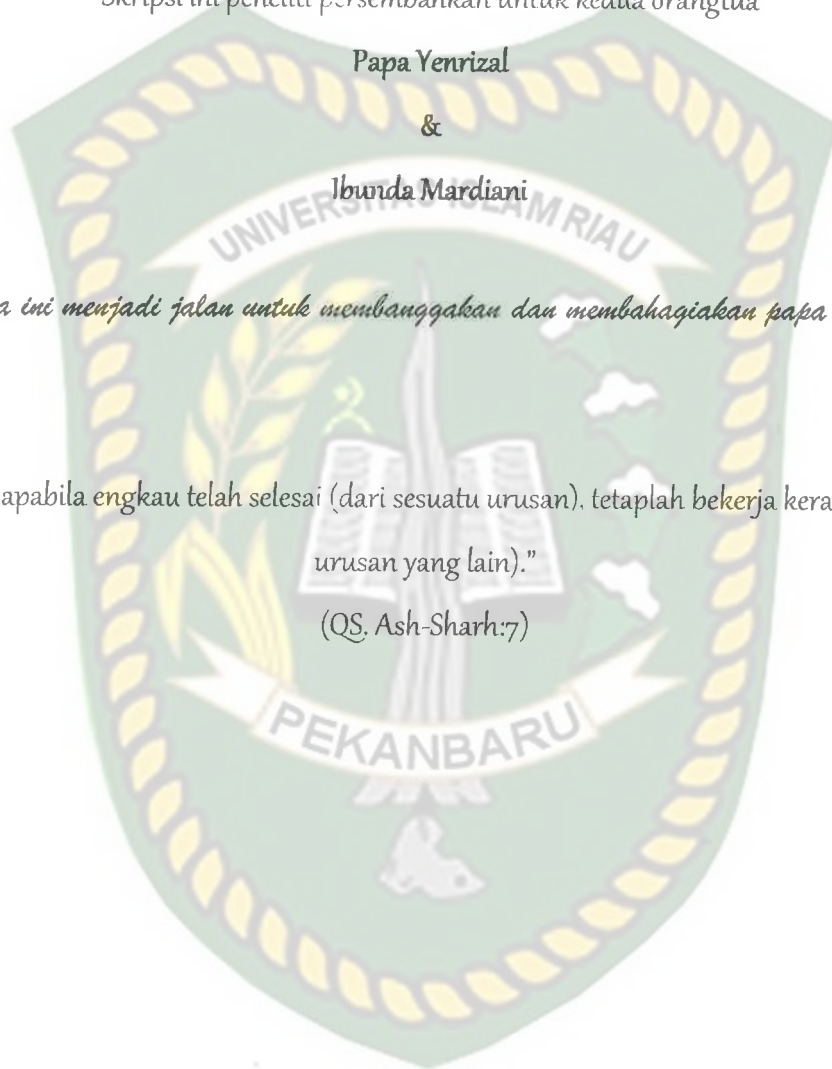 Skripsi ini peneliti persembahkan untuk kedua orangtua
Papa Yenrizal
&
Ibunda Mardiani
UNIVERSITAS ISLAM RIAU
ini menjadi jalan untuk membanggakan dan membahagiakan papa
apabila engkau telah selesai (dari sesuatu urusan), tetaplah bekerja
urusan yang lain)."
(QS. Ash-Sharh:7)
PEKANBARU